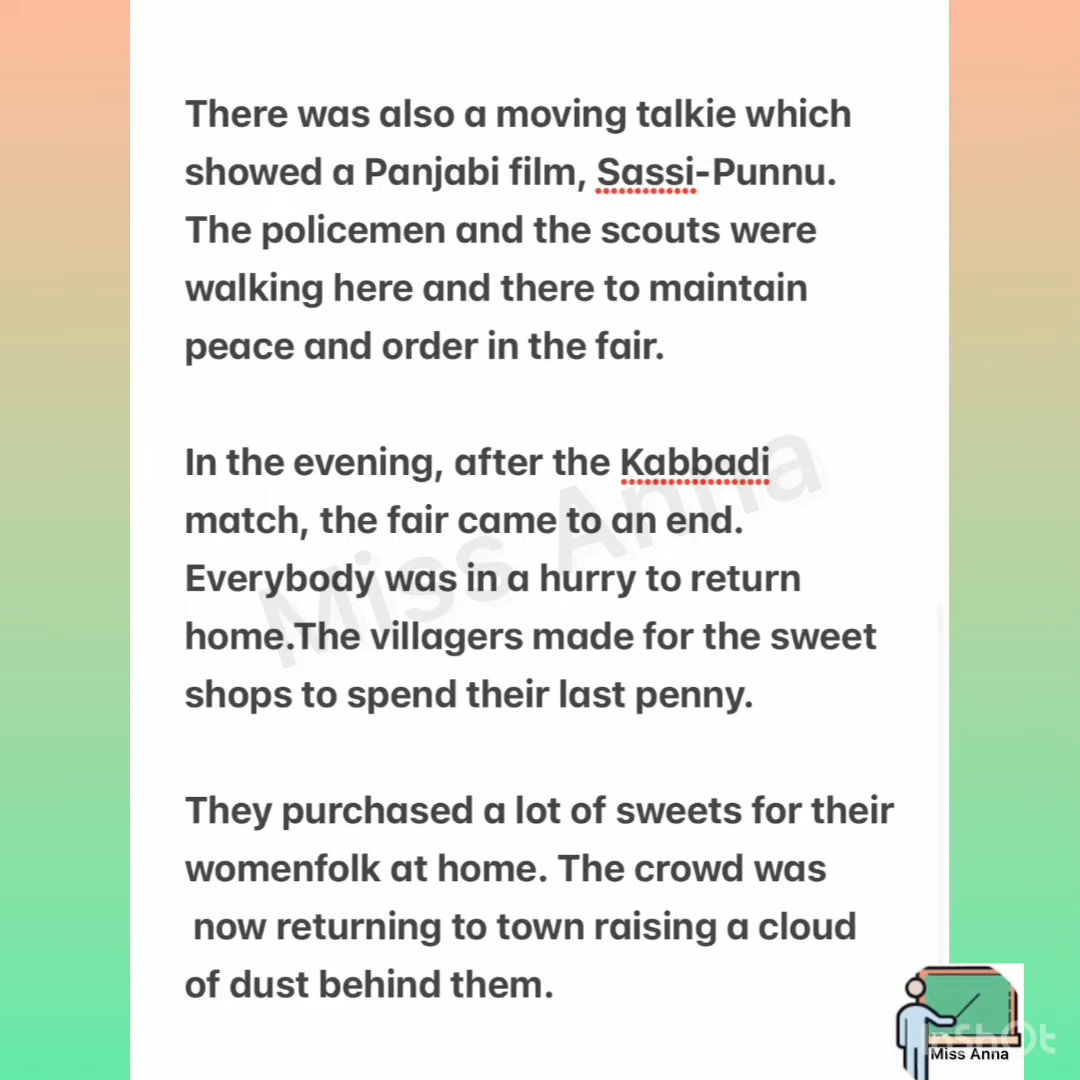 There was also a moving talkie which
showed a Panjabi film, Sassi-Punnu.
The policemen and the scouts were
walking here and there to maintain
peace and order in the fair.
In the evening, after the Kabbadi
match, the fair came to an end.
Everybody was in a hurry to return
home.The villagers made for the sweet
shops to spend their last penny.
They purchased a lot of sweets for their
womenfolk at home. The crowd was
now returning to town raising a cloud
of dust behind them.
Miss Anna
InShOt
Miss Anna